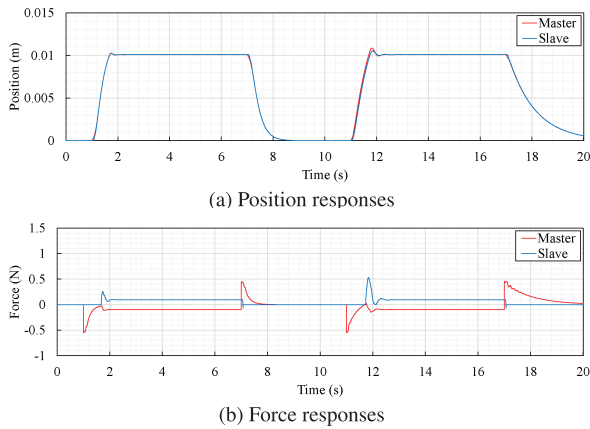 0.015
Master
Slave
0.01
0.005
0
Position (m)
0 2 4 6 8 10 12 14 16 18 20
Time (s)
(a) Position responses
1.5
Master
Slave
1
0.5
0
-0.5
-1
Force (N)
0 2 4 6 8 10 12 14 16 18 20
Time (s)
(b) Force responses